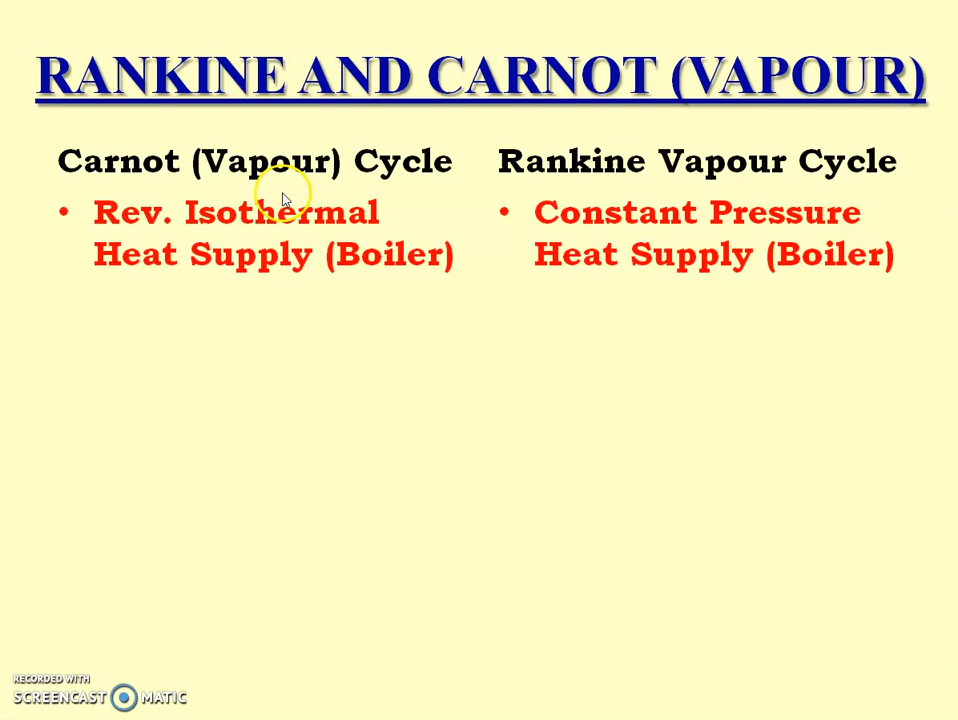 RANKINE AND CARNOT (VAPOUR)
Carnot (Vapour) Cycle
• Rev. Isothermal
Heat Supply (Boiler)
Rankine Vapour Cycle
• Constant Pressure
Heat Supply (Boiler)
RECORDED WITH
SCREENCAST MATIC